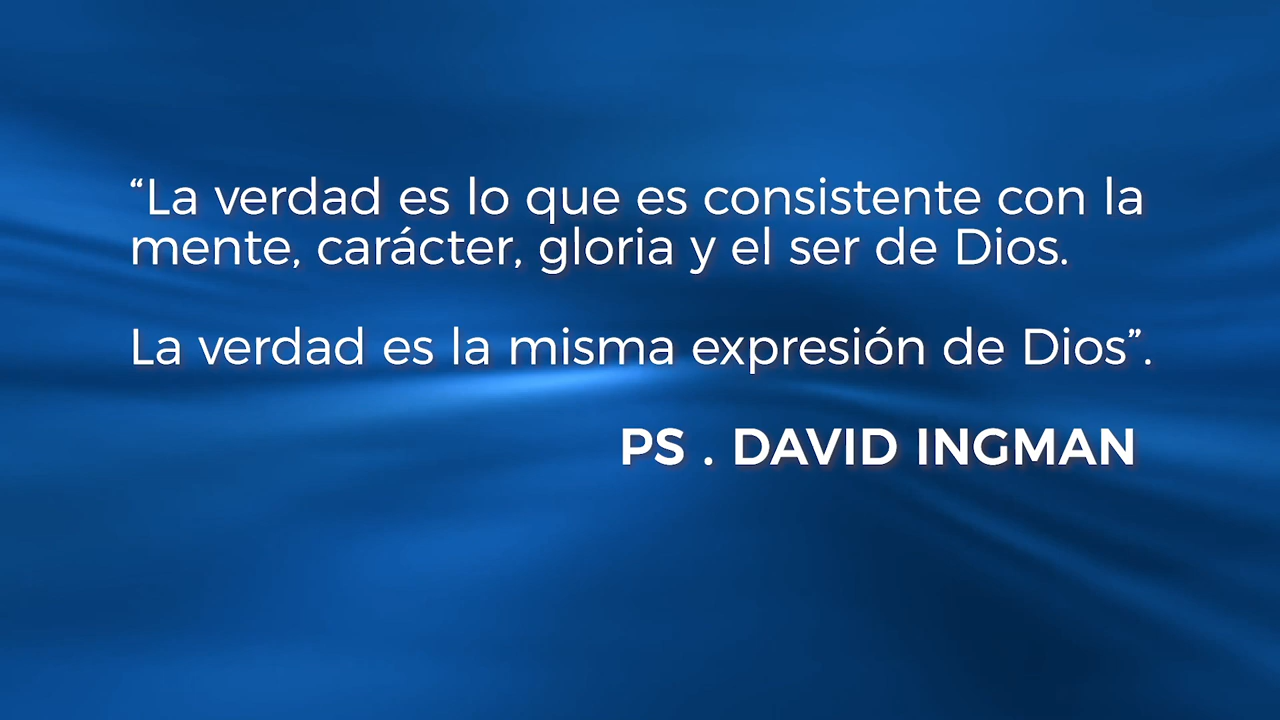 “La verdad es lo que es consistente con la
mente, carácter, gloria y el ser de Dios.
La verdad es la misma expresión de Dios”.
PS . DAVID INGMAN